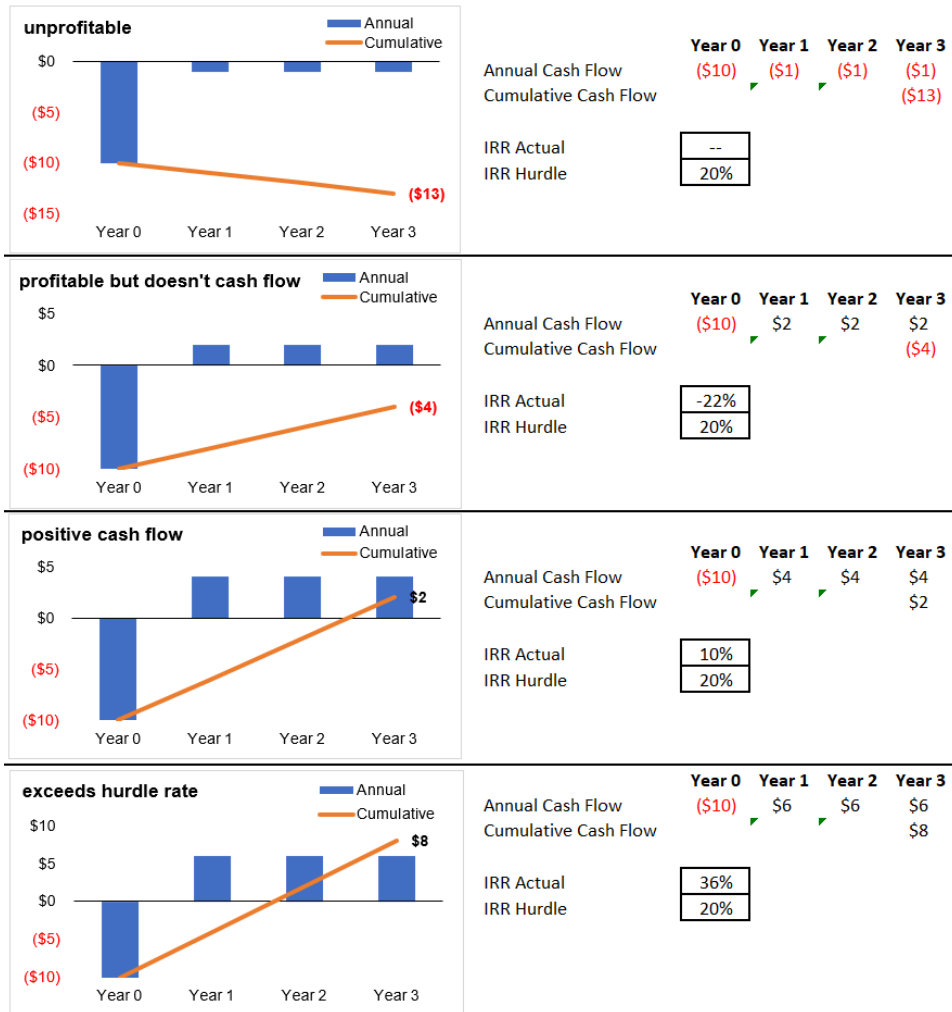 unprofitable
Annual
Cumulative
$0
($5)
($10)
($15)
($13)
Year 0 Year 1 Year 2 Year 3
Year 0 Year 1 Year 2 Year 3
Annual Cash Flow ($10) ($1) ($1) ($1)
Cumulative Cash Flow ($13)
IRR Actual --
IRR Hurdle 20%
profitable but doesn't cash flow
Annual
Cumulative
$5
$0
($5)
($10)
($4)
Year 0 Year 1 Year 2 Year 3
Year 0 Year 1 Year 2 Year 3
Annual Cash Flow ($10) $2 $2 $2
Cumulative Cash Flow ($4)
IRR Actual -22%
IRR Hurdle 20%
positive cash flow
Annual
Cumulative
$5
$0
($5)
($10)
$2
Year 0 Year 1 Year 2 Year 3
Year 0 Year 1 Year 2 Year 3
Annual Cash Flow ($10) $4 $4 $4
Cumulative Cash Flow $2
IRR Actual 10%
IRR Hurdle 20%
exceeds hurdle rate
Annual
Cumulative
$10
$5
$0
($5)
($10)
$8
Year 0 Year 1 Year 2 Year 3
Year 0 Year 1 Year 2 Year 3
Annual Cash Flow ($10) $6 $6 $6
Cumulative Cash Flow $8
IRR Actual 36%
IRR Hurdle 20%